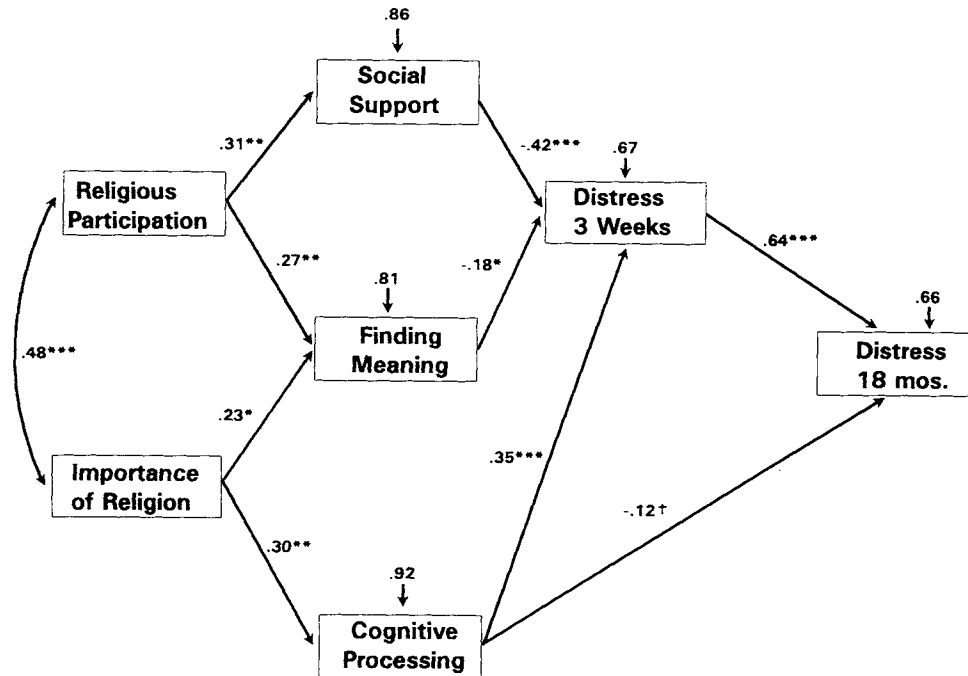 .86
Social
Support
.31**
-.42***
.67
Religious
Participation
Distress
3 Weeks
.27**
-.18*
.64***
.81
.66
Finding
Meaning
.48***
Distress
18 mos.
.23*
Importance
of Religion
.35***
-.12†
.30**
.92
Cognitive
Processing